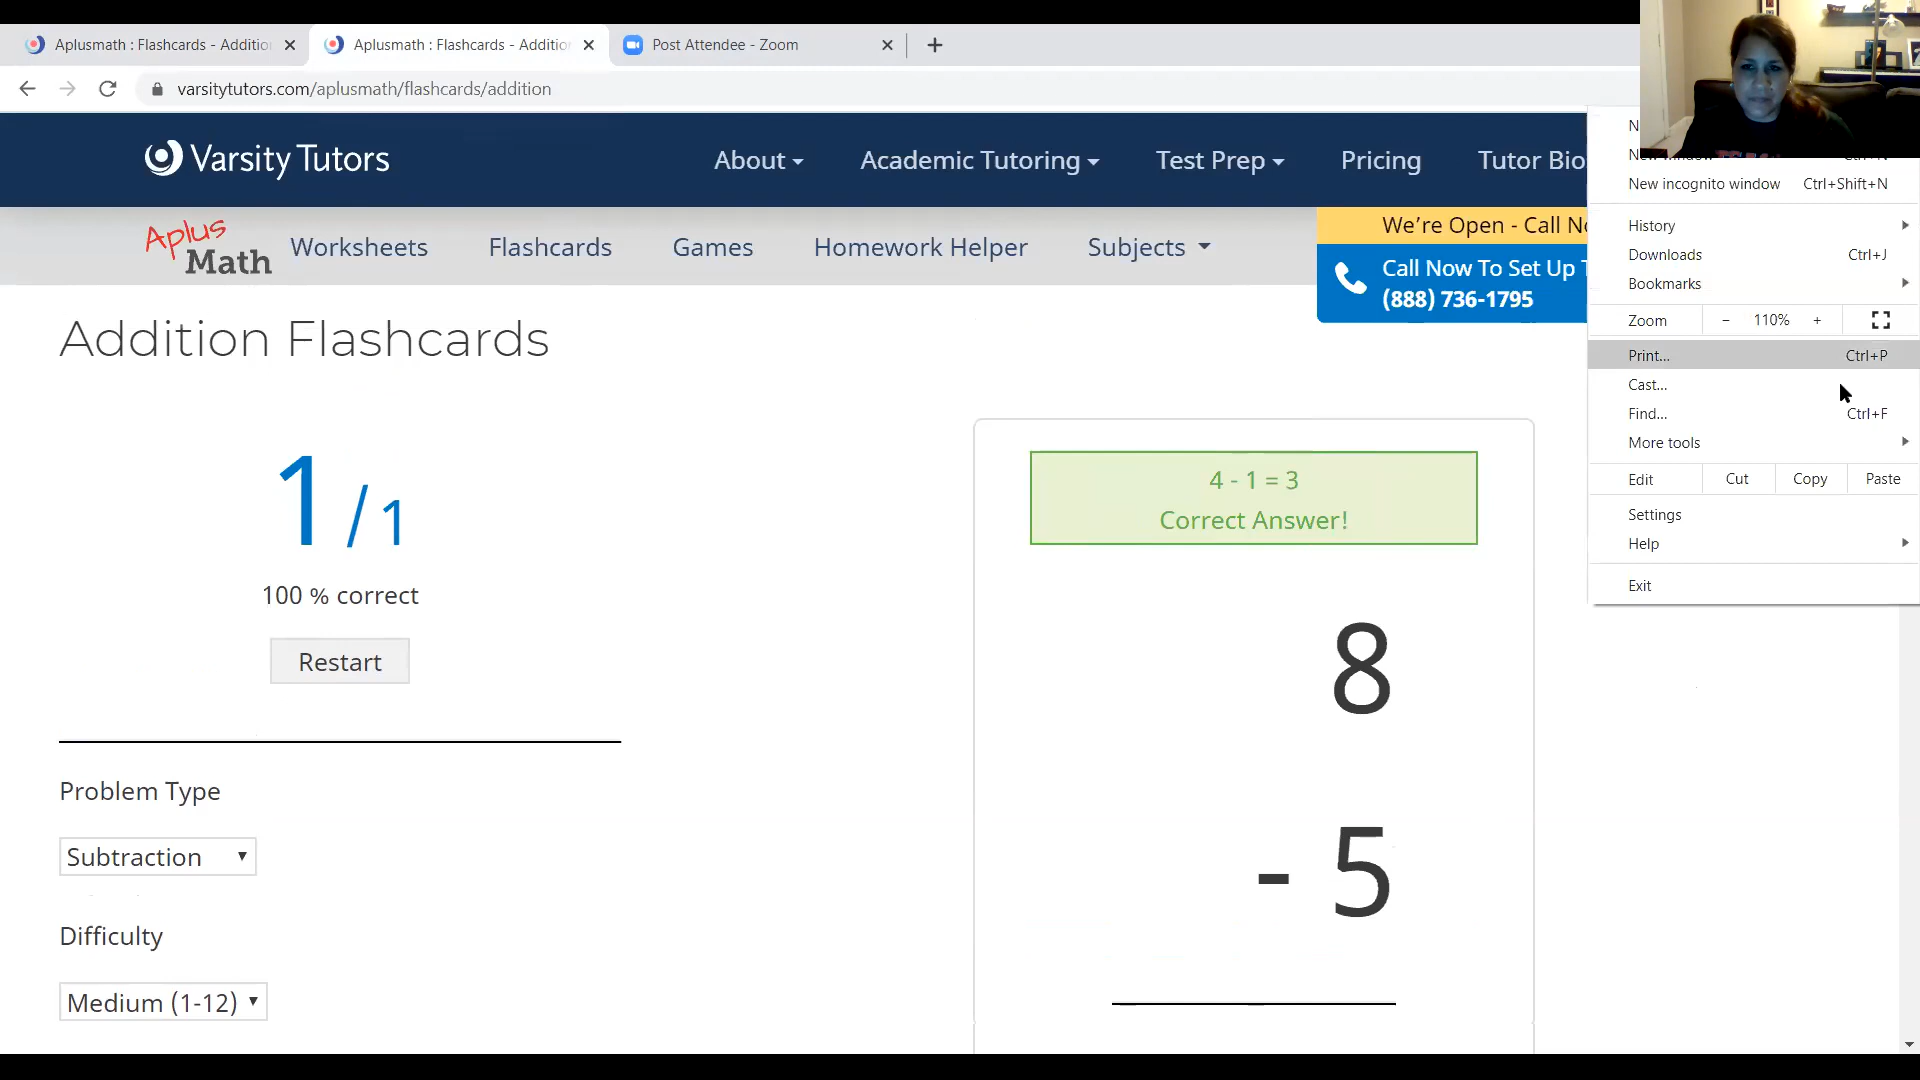 Aplusmath : Flashcards - Additio
Aplusmath : Flashcards - Additio
Post Attendee - Zoom
varsitytutors.com/aplusmath/flashcards/addition
Varsity Tutors
About
Academic Tutoring
Test Prep
Pricing
Tutor Bio
Aplus
Math
Worksheets
Flashcards
Games
Homework Helper
Subjects
We're Open - Call No
Call Now To Set Up T
(888) 736-1795
Addition Flashcards
1 / 1
100 % correct
Restart
Problem Type
Subtraction
Difficulty
Medium (1-12)
4 - 1 = 3
Correct Answer!
8
- 5
New incognito window Ctrl+Shift+N
History
Downloads Ctrl+J
Bookmarks
Zoom - 110% +
Print... Ctrl+P
Cast...
Find... Ctrl+F
More tools
Edit Cut Copy Paste
Settings
Help
Exit